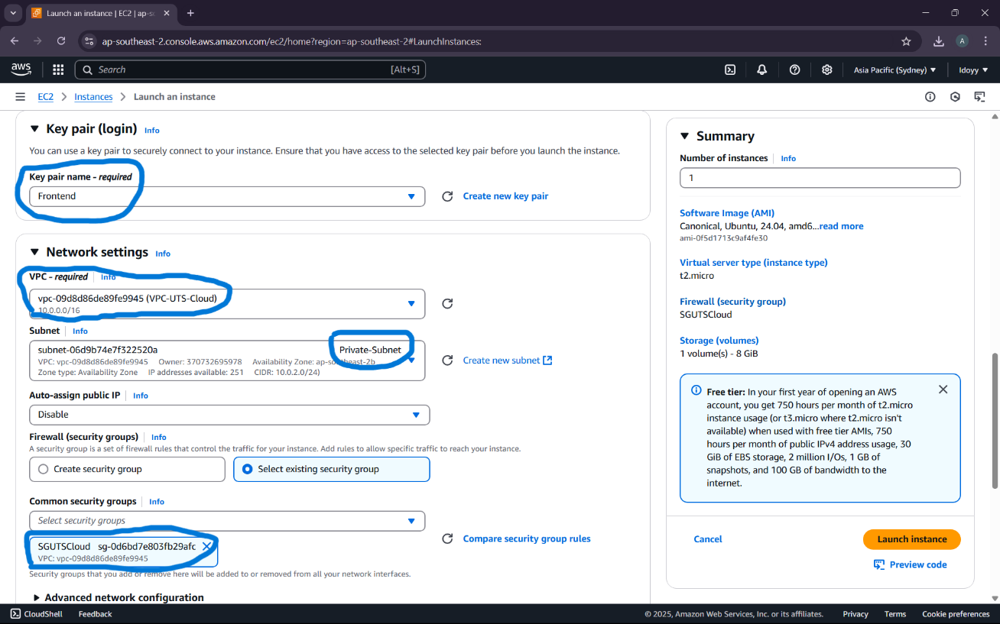 Launch an instance | EC2 | ap-so
ap-southeast-2.console.aws.amazon.com/ec2/home?region=ap-southeast-2#LaunchInstances:
A
aws
Search
[Alt+S]
Asia Pacific (Sydney)
Idoyy
EC2
Instances
Launch an instance
Key pair (login) Info
You can use a key pair to securely connect to your instance. Ensure that you have access to the selected key pair before you launch the instance.
Key pair name - required
Frontend
Create new key pair
Network settings Info
VPC - required Info
vpc-09d8d86de89fe9945 (VPC-UTS-Cloud)
10.0.0.0/16
Subnet Info
subnet-06d9b74e7f322520a Private-Subnet
VPC: vpc-09d8d86de89fe9945 Owner: 370732695978 Availability Zone: ap-southeast-2b
Zone type: Availability Zone IP addresses available: 251 CIDR: 10.0.2.0/24)
Create new subnet
Auto-assign public IP Info
Disable
Firewall (security groups) Info
A security group is a set of firewall rules that control the traffic for your instance. Add rules to allow specific traffic to reach your instance.
Create security group
Select existing security group
Common security groups Info
Select security groups
SGUTSCloud sg-0d6bd7e803fb29afc
VPC: vpc-09d8d86de89fe9945
Compare security group rules
Security groups that you add or remove here will be added to or removed from all your network interfaces.
Advanced network configuration
Summary
Number of instances Info
1
Software Image (AMI)
Canonical, Ubuntu, 24.04, amd6...read more
ami-0f5d1713c9af4fe30
Virtual server type (instance type)
t2.micro
Firewall (security group)
SGUTSCloud
Storage (volumes)
1 volume(s) - 8 GiB
Free tier: In your first year of opening an AWS
account, you get 750 hours per month of t2.micro
instance usage (or t3.micro where t2.micro isn't
available) when used with free tier AMIs, 750
hours per month of public IPv4 address usage, 30
GiB of EBS storage, 2 million I/Os, 1 GB of
snapshots, and 100 GB of bandwidth to the
internet.
Cancel
Launch instance
Preview code
CloudShell
Feedback
© 2025, Amazon Web Services, Inc. or its affiliates.
Privacy
Terms
Cookie preferences